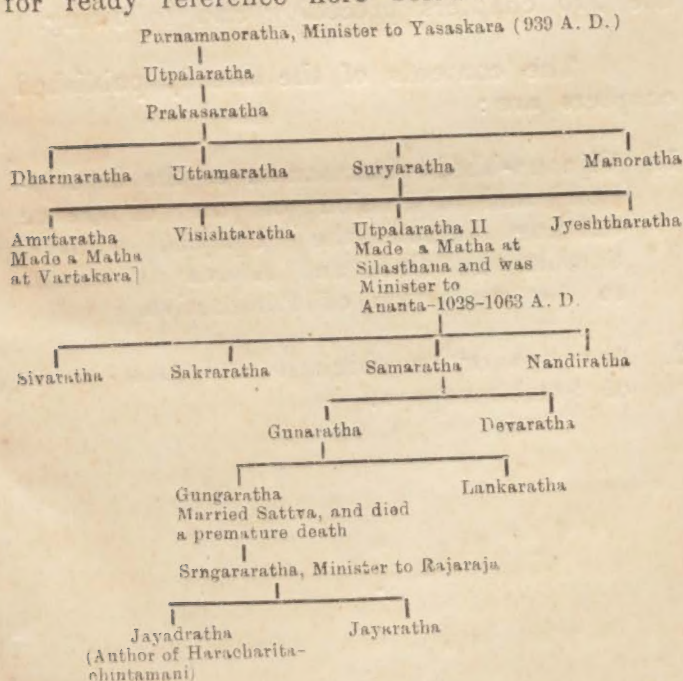 for ready reference here
Purnamanoratha, Minister to Yasaskara (939 A. D.)
Utpalaratha
Prakasaratha
Dharmaratha Uttamaratha Suryaratha Manoratha
Amrtaratha Visishtaratha Utpalaratha II Jyeshtharatha
Made a Matha Made a Matha at
at Vartakara] Silasthana and was
Minister to
Ananta-1028-1063 A. D.
Sivaratha Sakraratha Samaratha Nandiratha
Gunaratha Devaratha
Gungaratha Lankaratha
Married Sattva, and died
a premature death
Srngararatha, Minister to Rajaraja
Jayadratha Jayaratha
(Author of Haracharita-
chintamani)